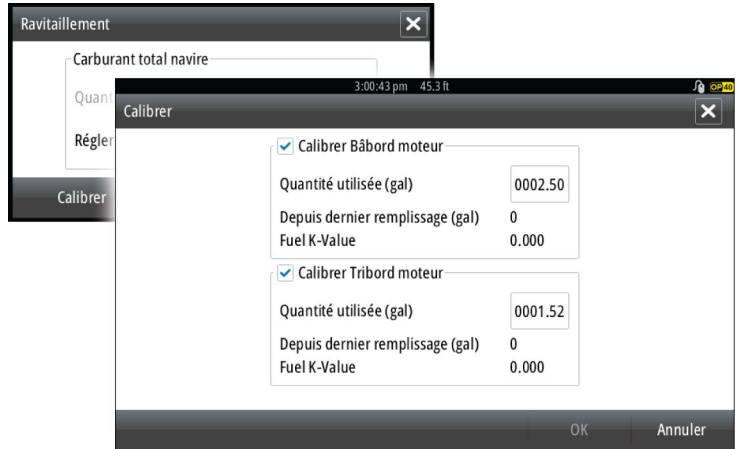 Ravitaillement
Carburant total navire
Quant
Régler
Calibrer
3:00:43 pm 45.3 ft
OP40
Calibrer
Calibrer Bâbord moteur
Quantité utilisée (gal) 0002.50
Depuis dernier remplissage (gal) 0
Fuel K-Value 0.000
Calibrer Tribord moteur
Quantité utilisée (gal) 0001.52
Depuis dernier remplissage (gal) 0
Fuel K-Value 0.000
OK Annuler